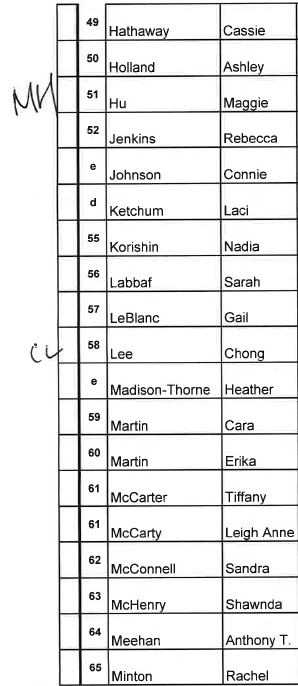 49 Hathaway Cassie
50 Holland Ashley
MH 51 Hu Maggie
52 Jenkins Rebecca
e Johnson Connie
d Ketchum Laci
55 Korishin Nadia
56 Labbaf Sarah
57 LeBlanc Gail
CL 58 Lee Chong
e Madison-Thorne Heather
59 Martin Cara
60 Martin Erika
61 McCarter Tiffany
61 McCarty Leigh Anne
62 McConnell Sandra
63 McHenry Shawnda
64 Meehan Anthony T.
65 Minton Rachel